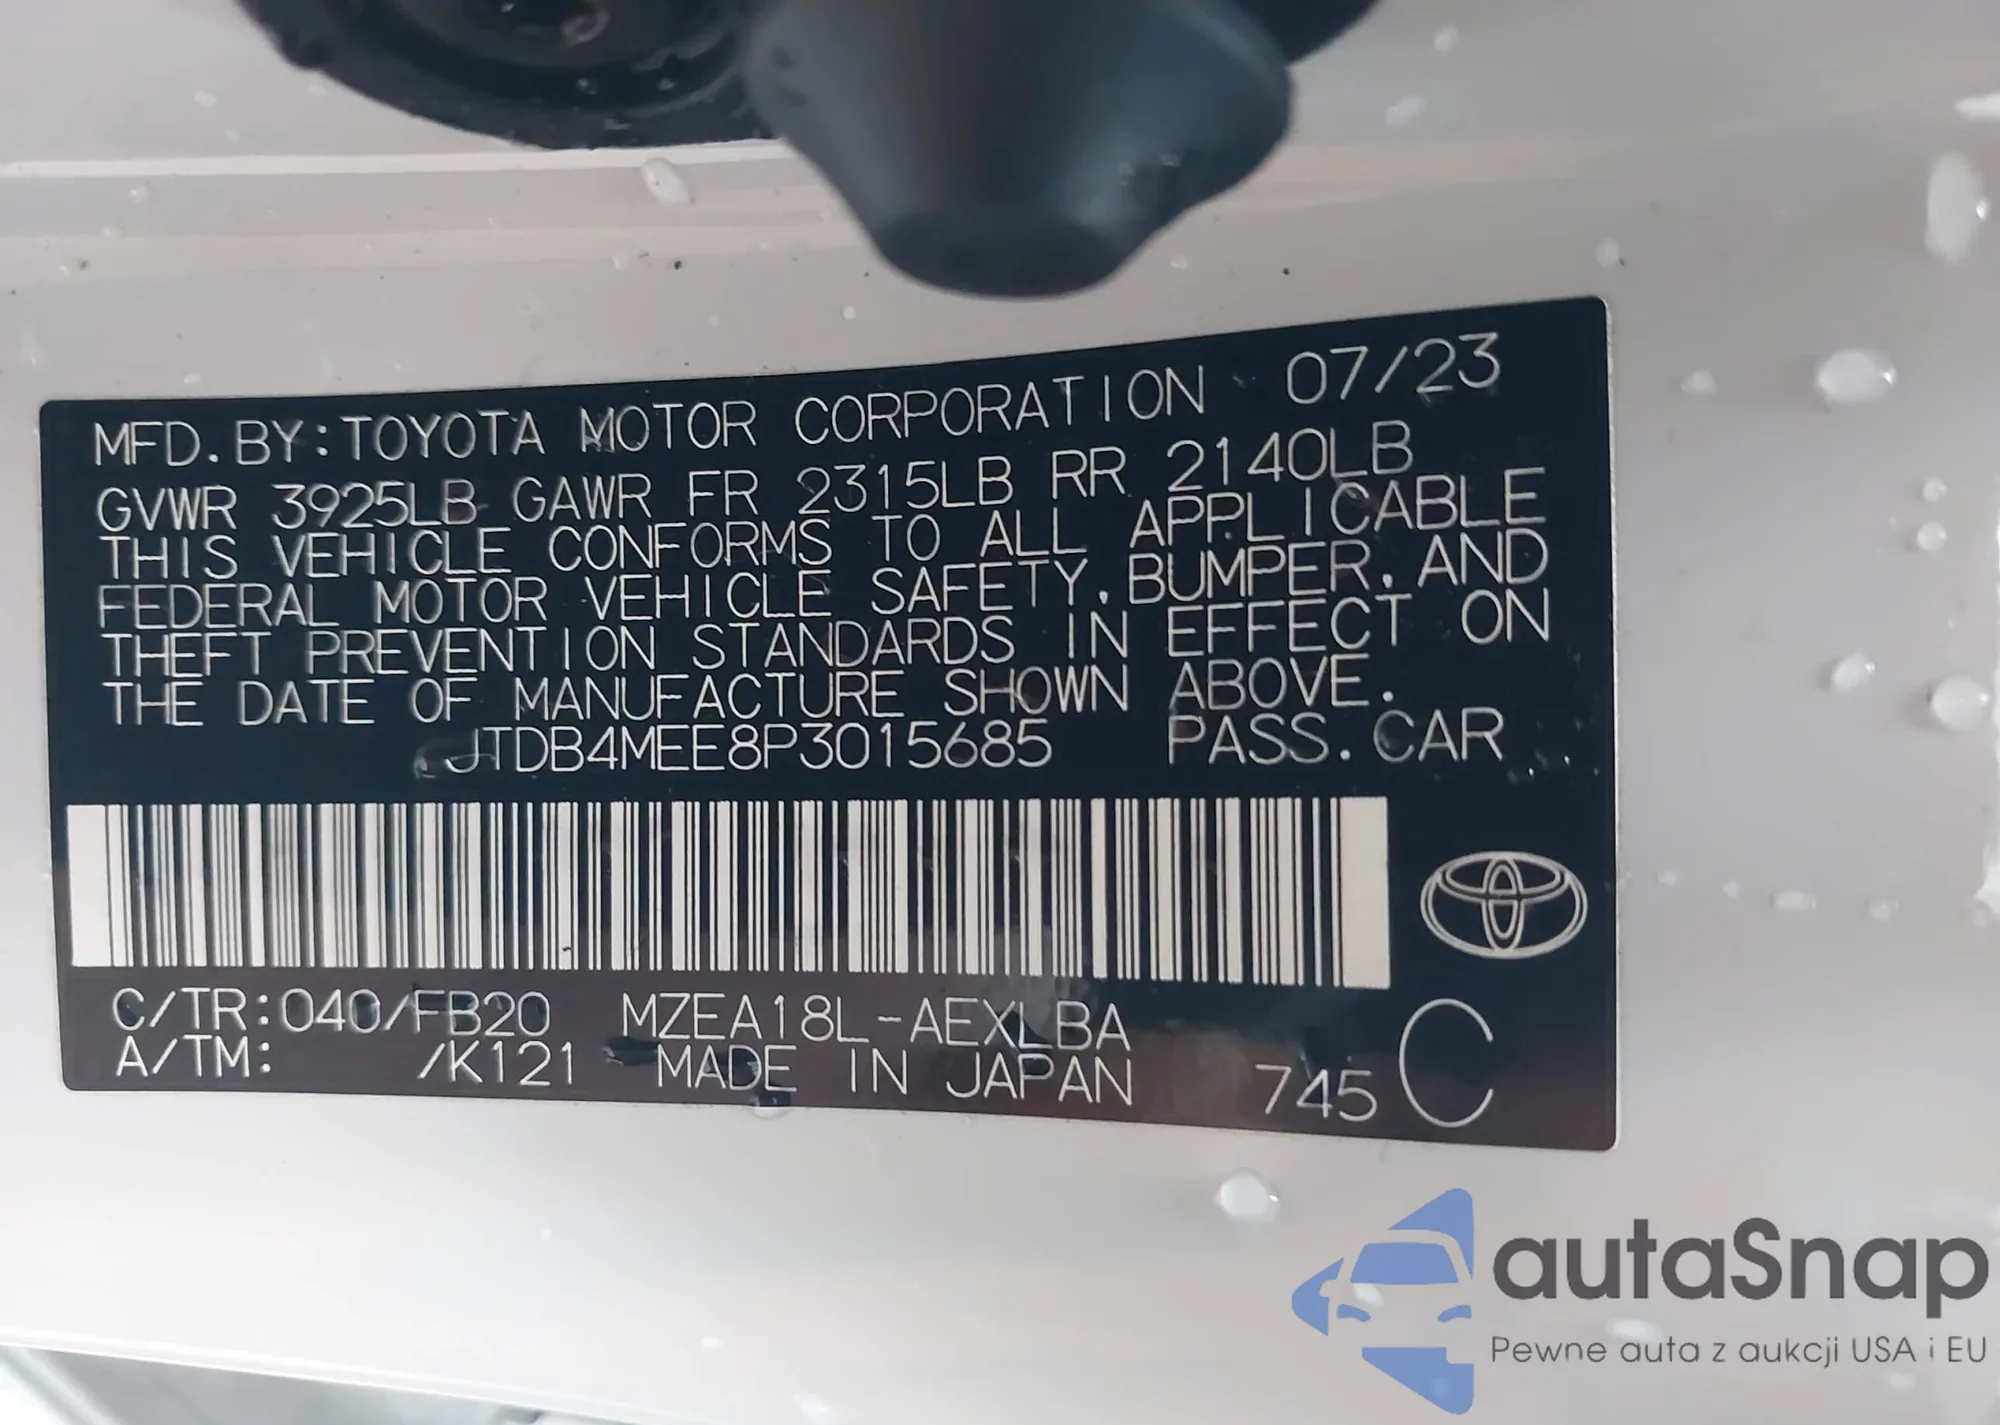 MFD. BY: TOYOTA MOTOR CORPORATION 07/23
GVWR 3925LB GAWR FR 2315LB RR 2140LB
THIS VEHICLE CONFORMS TO ALL APPLICABLE
FEDERAL MOTOR VEHICLE SAFETY, BUMPER, AND
THEFT PREVENTION STANDARDS IN EFFECT ON
THE DATE OF MANUFACTURE SHOWN ABOVE.
JTDB4MEE8P3015685 PASS. CAR
C/TR: 040/FB20 MZEA18L-AEXLBA
A/TM: /K121 MADE IN JAPAN 745 C
autaSnap
Pewne auta z aukcji USA i EU